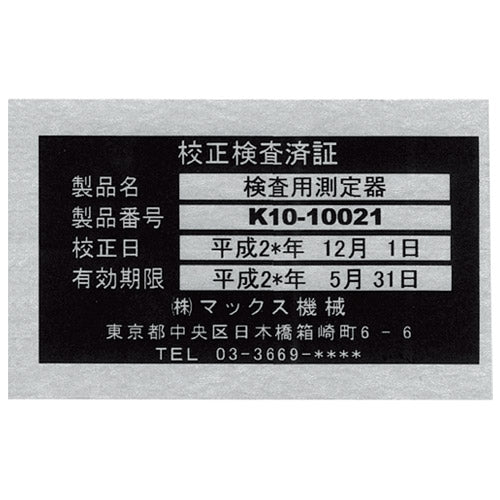 校正検査済証
製品名 検査用測定器
製品番号 K10-10021
校正日 平成2*年 12月 1日
有効期限 平成2*年 5月 31日
㈱ マックス機械
東京都中央区日木橋箱崎町6-6
TEL 03-3669-****